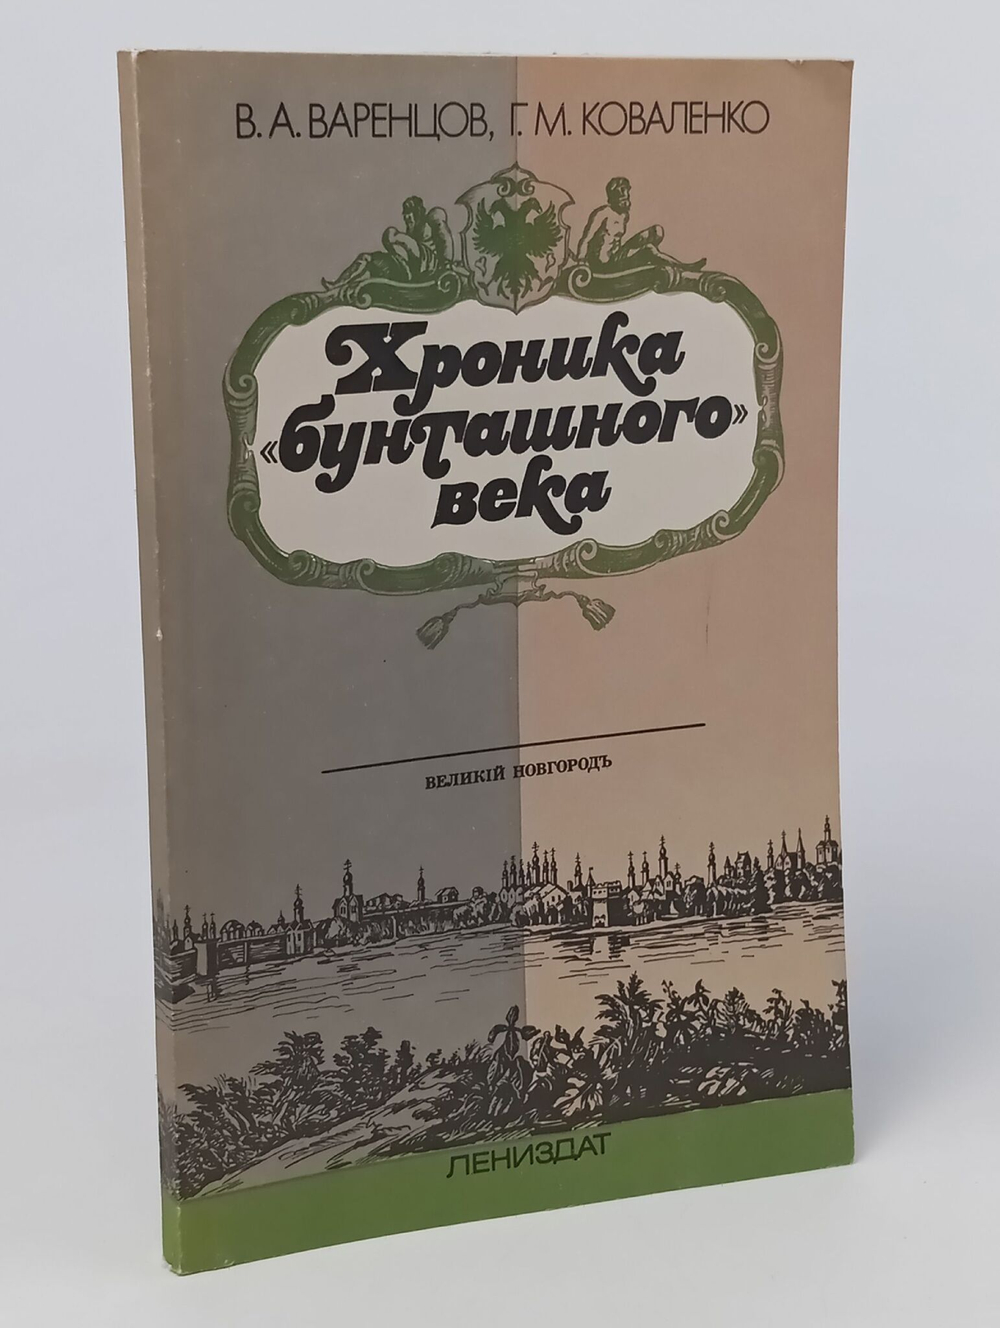 В. А. ВАРЕНЦОВ, Г. М. КОВАЛЕНКО
Хроника
«бунташного»
века
ВЕЛИКІЙ НОВГОРОДЪ
ЛЕНИЗДАТ